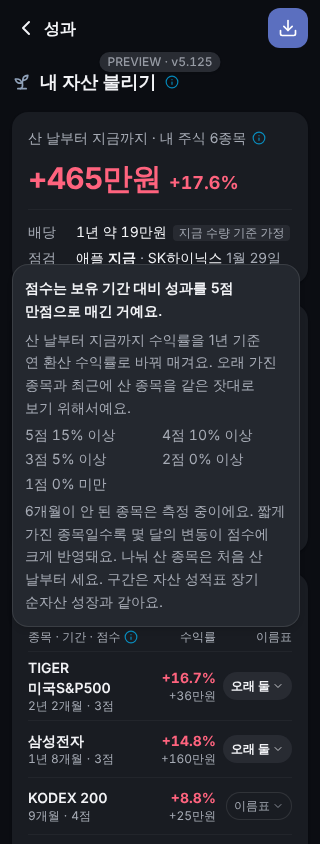 성과
PREVIEW · v5.125
내 자산 불리기
산 날부터 지금까지 · 내 주식 6종목
+465만원 +17.6%
배당 1년 약 19만원 지금 수량 기준 가정
점검 애플 지금 · SK하이닉스 1월 29일
점수는 보유 기간 대비 성과를 5점
만점으로 매긴 거예요.
산 날부터 지금까지 수익률을 1년 기준
연 환산 수익률로 바꿔 매겨요. 오래 가진
종목과 최근에 산 종목을 같은 잣대로
보기 위해서예요.
5점 15% 이상 4점 10% 이상
3점 5% 이상 2점 0% 이상
1점 0% 미만
6개월이 안 된 종목은 측정 중이에요. 짧게
가진 종목일수록 몇 달의 변동이 점수에
크게 반영돼요. 나눠 산 종목은 처음 산
날부터 세요. 구간은 자산 성적표 장기
순자산 성장과 같아요.
종목 · 기간 · 점수 수익률 이름표
TIGER
미국S&P500 +16.7% 오래 둘
2년 2개월 · 3점 +36만원
삼성전자 +14.8% 오래 둘
1년 8개월 · 3점 +160만원
KODEX 200 +8.8% 이름표
9개월 · 4점 +25만원